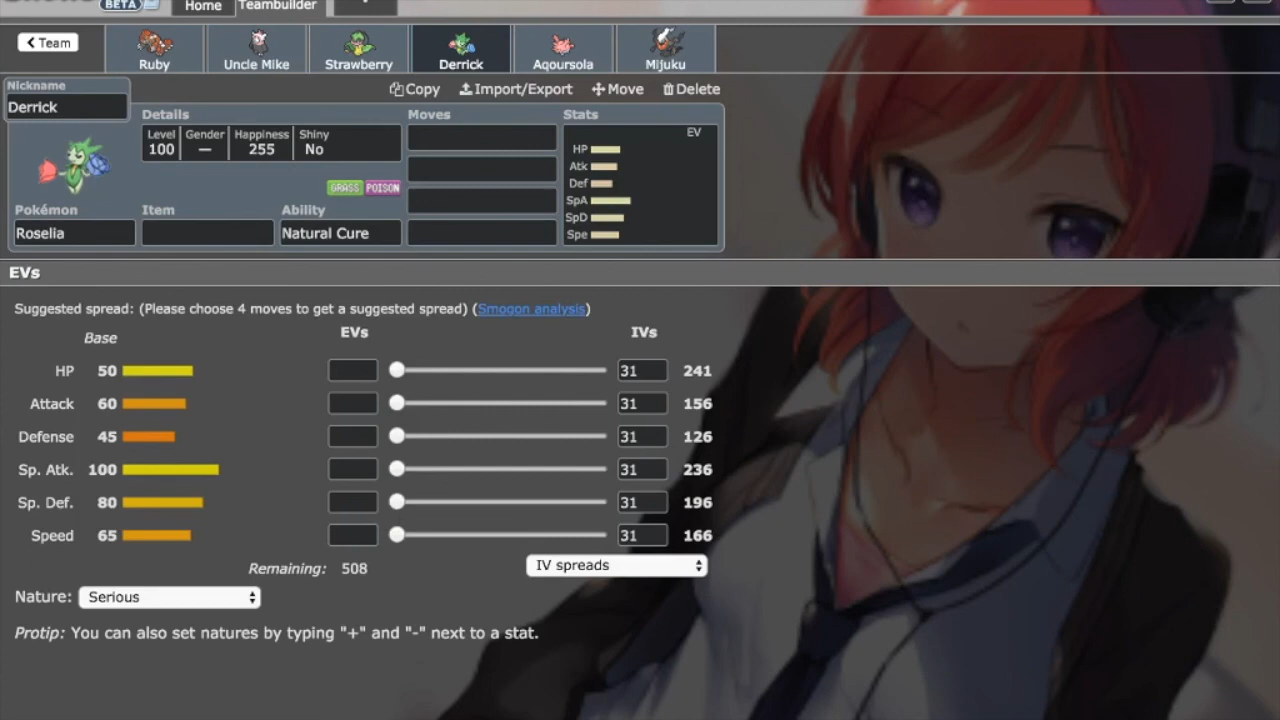 BETA Home Teambuilder
Team
Ruby Uncle Mike Strawberry Derrick Aqoursola Mijuku
Copy Import/Export Move Delete
Nickname
Derrick
Details Moves Stats
Level Gender Happiness Shiny
100 — 255 No
EV
HP
Atk
Def
SpA
SpD
Spe
GRASS POISON
Pokémon Item Ability
Roselia Natural Cure
EVs
Suggested spread: (Please choose 4 moves to get a suggested spread) (Smogon analysis)
Base EVs IVs
HP 50 31 241
Attack 60 31 156
Defense 45 31 126
Sp. Atk. 100 31 236
Sp. Def. 80 31 196
Speed 65 31 166
Remaining: 508 IV spreads
Nature: Serious
Protip: You can also set natures by typing "+" and "-" next to a stat.